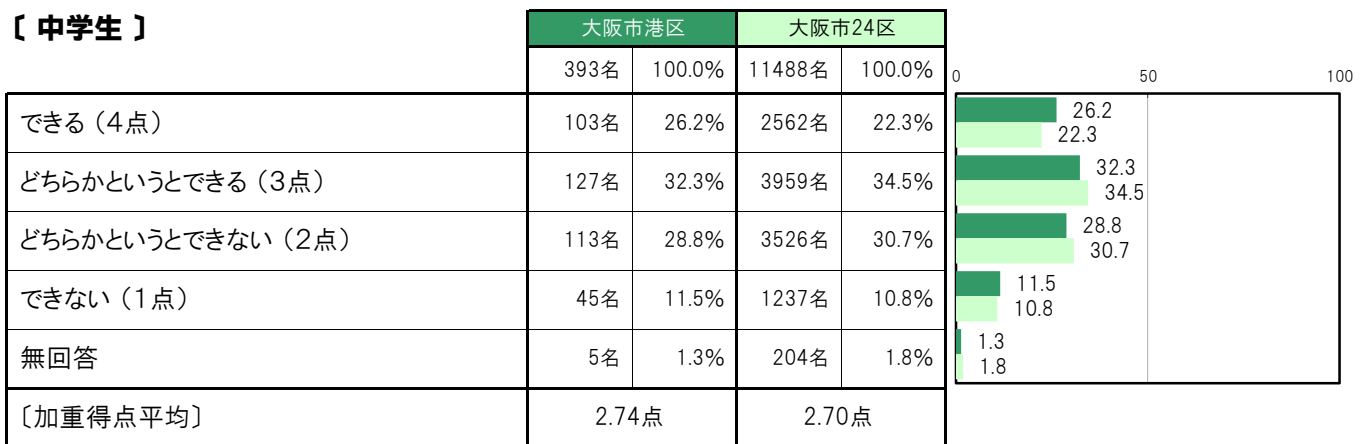 〔 中学生 〕
大阪市港区 大阪市24区
393名 100.0% 11488名 100.0% 0 50 100
できる（4点） 103名 26.2% 2562名 22.3% 26.2
22.3
どちらかというとできる（3点） 127名 32.3% 3959名 34.5% 32.3
34.5
どちらかというとできない（2点） 113名 28.8% 3526名 30.7% 28.8
30.7
できない（1点） 45名 11.5% 1237名 10.8% 11.5
10.8
無回答 5名 1.3% 204名 1.8% 1.3
1.8
〔加重得点平均〕 2.74点 2.70点